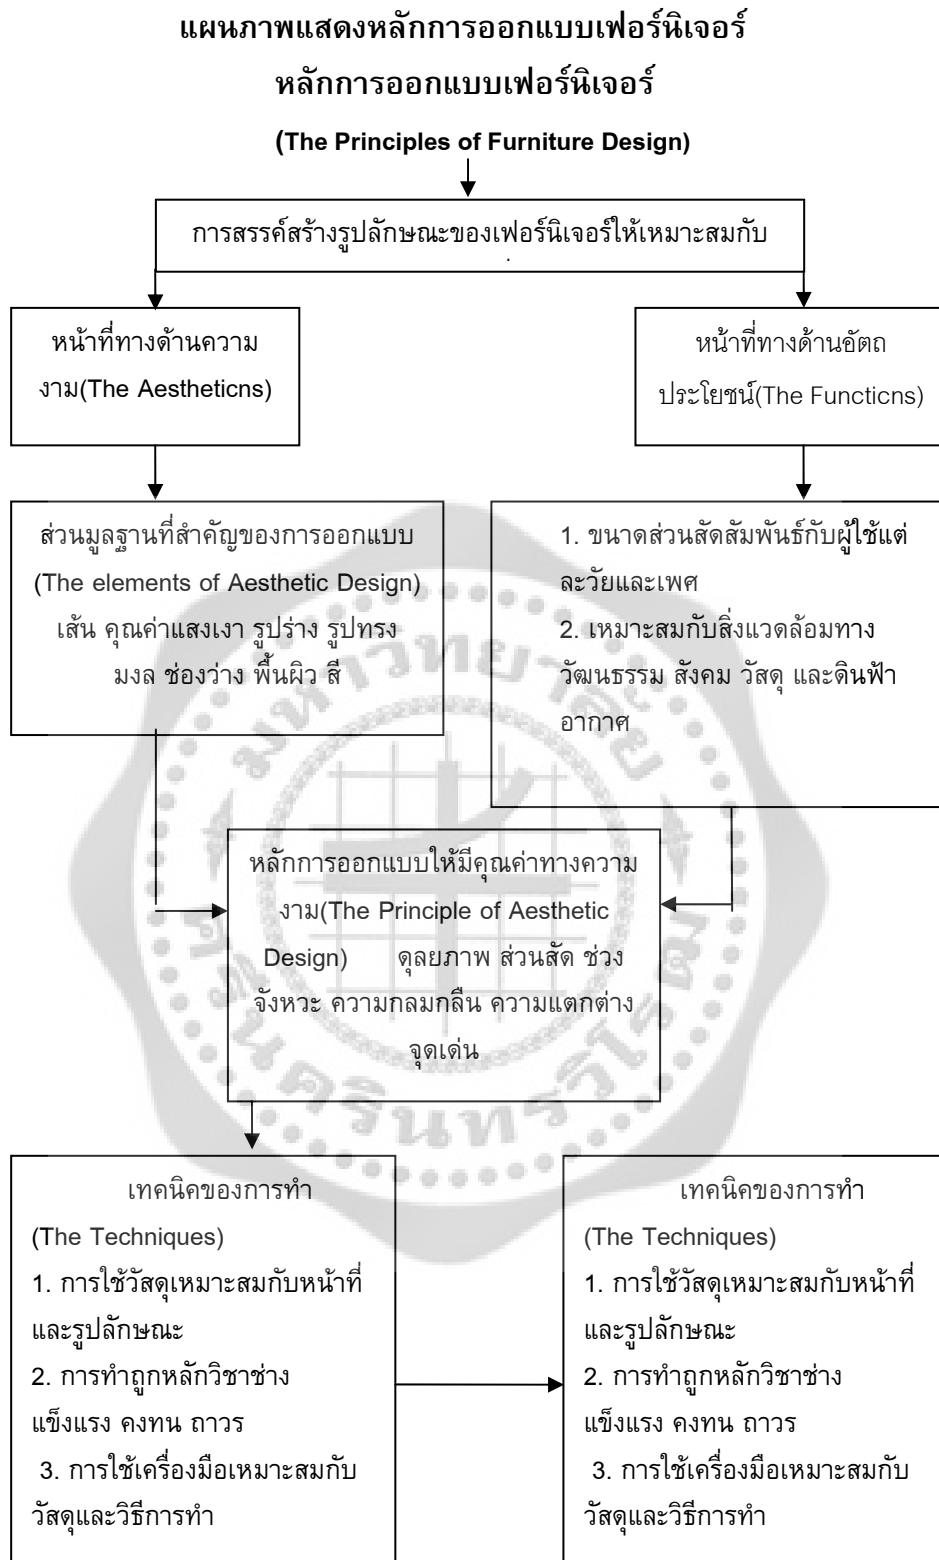 แผนภาพแสดงหลักการออกแบบเฟอร์นิเจอร์
หลักการออกแบบเฟอร์นิเจอร์
(The Principles of Furniture Design)
การสรรค์สร้างรูปลักษณะของเฟอร์นิเจอร์ให้เหมาะสมกับ
หน้าที่ทางด้านความ
งาม(The Aestheticns)
หน้าที่ทางด้านอัตถ
ประโยชน์(The Functicns)
ส่วนมูลฐานที่สำคัญของการออกแบบ
(The elements of Aesthetic Design)
เส้น คุณค่าแสงเงา รูปร่าง รูปทรง
มงล ช่องว่าง พื้นผิว สี
1. ขนาดส่วนสัดสัมพันธ์กับผู้ใช้แต่
ละวัยและเพศ
2. เหมาะสมกับสิ่งแวดล้อมทาง
วัฒนธรรม สังคม วัสดุ และดินฟ้า
อากาศ
หลักการออกแบบให้มีคุณค่าทางความ
งาม(The Principle of Aesthetic
Design) ดุลยภาพ ส่วนสัด ช่วง
จังหวะ ความกลมกลืน ความแตกต่าง
จุดเด่น
เทคนิคของการทำ
(The Techniques)
1. การใช้วัสดุเหมาะสมกับหน้าที่
และรูปลักษณะ
2. การทำถูกหลักวิชาช่าง
แข็งแรง คงทน ถาวร
3. การใช้เครื่องมือเหมาะสมกับ
วัสดุและวิธีการทำ
เทคนิคของการทำ
(The Techniques)
1. การใช้วัสดุเหมาะสมกับหน้าที่
และรูปลักษณะ
2. การทำถูกหลักวิชาช่าง
แข็งแรง คงทน ถาวร
3. การใช้เครื่องมือเหมาะสมกับ
วัสดุและวิธีการทำ
มหาวิทยาลัย
ศรีนครินทรวิโรฒ